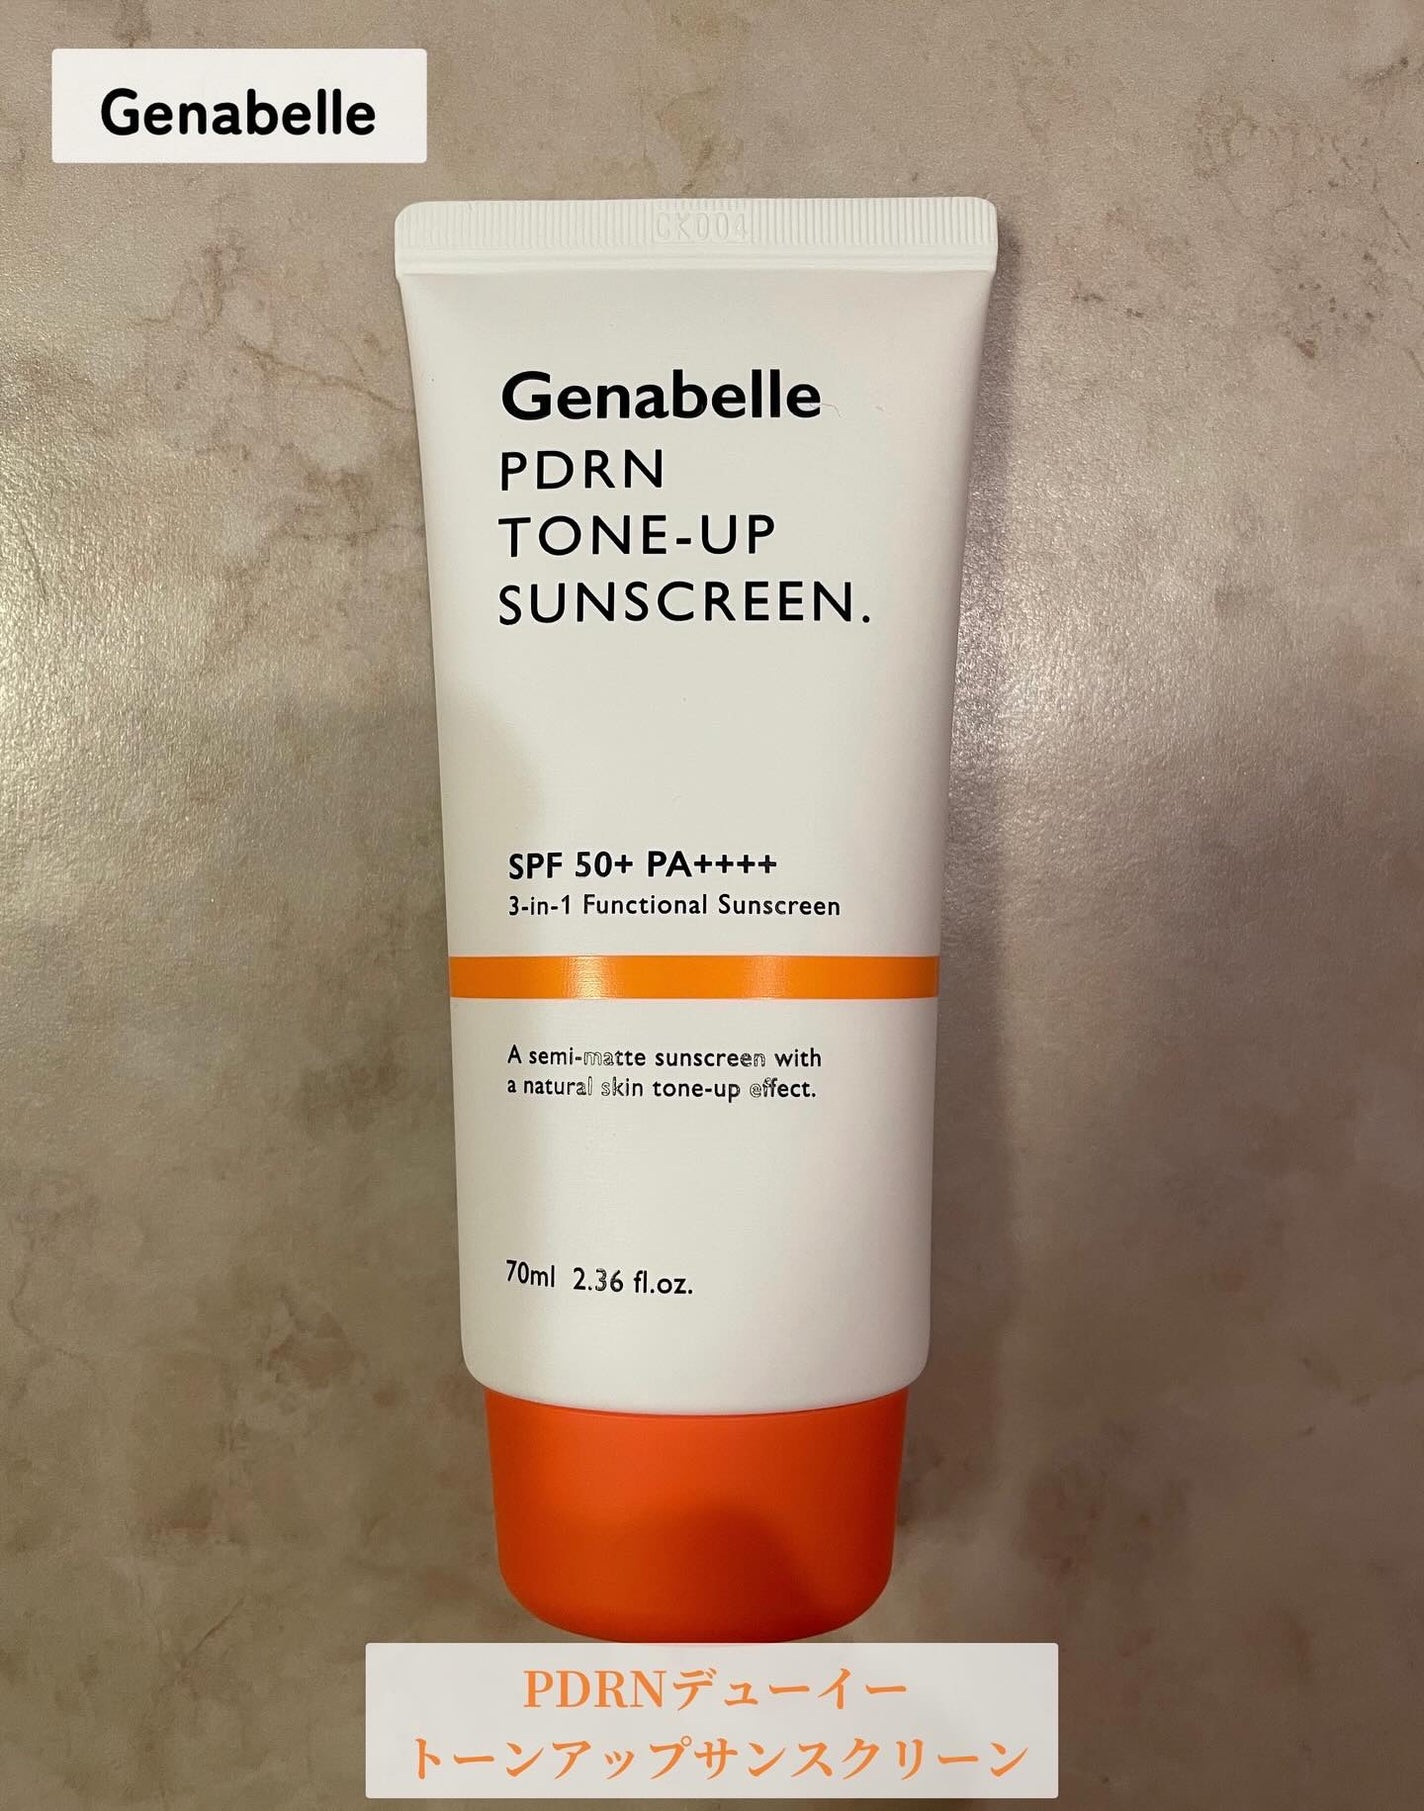 Genabelle
CK004
Genabelle
PDRN
TONE-UP
SUNSCREEN.
SPF 50+ PA++++
3-in-1 Functional Sunscreen
A semi-matte sunscreen with
a natural skin tone-up effect.
70ml 2.36 fl.oz.
PDRNデューイー
トーンアップサンスクリーン